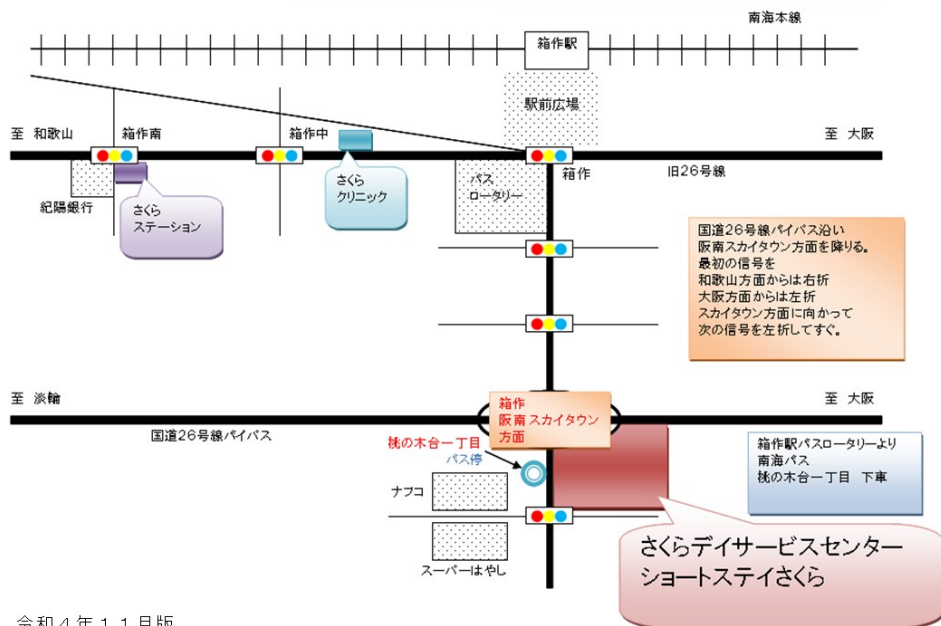 南海本線
箱作駅
駅前広場
至 和歌山
箱作南
箱作中
至 大阪
箱作
旧26号線
紀陽銀行
さくら
ステーション
さくら
クリニック
バス
ロータリー
国道26号線バイパス沿い
阪南スカイタウン方面を降りる。
最初の信号を
和歌山方面からは右折
大阪方面からは左折
スカイタウン方面に向かって
次の信号を左折してすぐ。
至 淡輪
箱作
阪南スカイタウン
方面
至 大阪
国道26号線バイパス
桃の木台一丁目
バス停
箱作駅バスロータリーより
南海バス
桃の木台一丁目 下車
ナフコ
スーパーはやし
さくらデイサービスセンター
ショートステイさくら
令和4年11月版